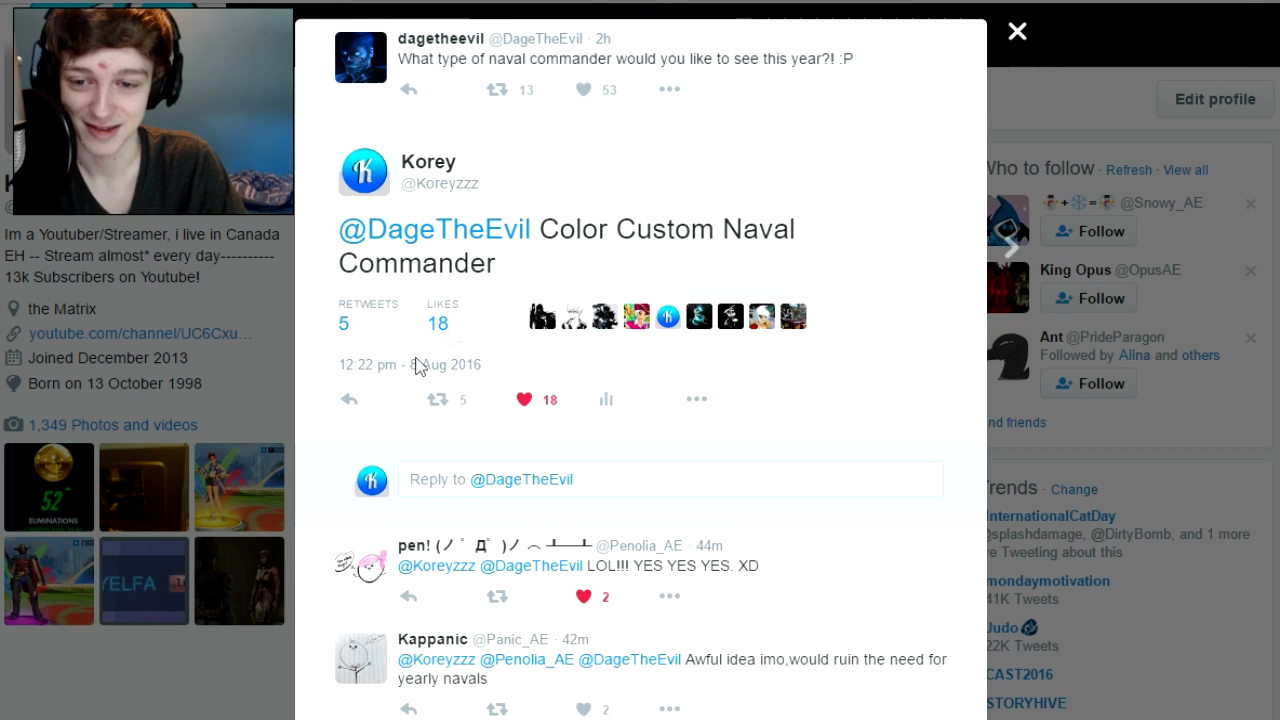 dagetheevil @DageTheEvil · 2h
What type of naval commander would you like to see this year?! :P
13 53
Korey
@Koreyzzz
@DageTheEvil Color Custom Naval
Commander
RETWEETS LIKES
5 18
12:22 pm - 8 Aug 2016
5 18
Reply to @DageTheEvil
pen! (ノ ゚ Д゚ )ノ ︵ ┻━┻ @Penolia_AE · 44m
@Koreyzzz @DageTheEvil LOL!!! YES YES YES. XD
2
Kappanic @Panic_AE · 42m
@Koreyzzz @Penolia_AE @DageTheEvil Awful idea imo,would ruin the need for
yearly navals
2
Im a Youtuber/Streamer, i live in Canada
EH -- Stream almost* every day----------
13k Subscribers on Youtube!
the Matrix
youtube.com/channel/UC6Cxu...
Joined December 2013
Born on 13 October 1998
1,349 Photos and videos
52
ELIMINATIONS
YELFA
Edit profile
Who to follow · Refresh · View all
+ = @Snowy_AE
Follow
King Opus @OpusAE
Follow
Ant @PrideParagon
Followed by Alina and others
Follow
nd friends
Trends · Change
InternationalCatDay
@splashdamage, @DirtyBomb, and 1 more
re Tweeting about this
mondaymotivation
41K Tweets
Judo
22K Tweets
CAST2016
STORYHIVE